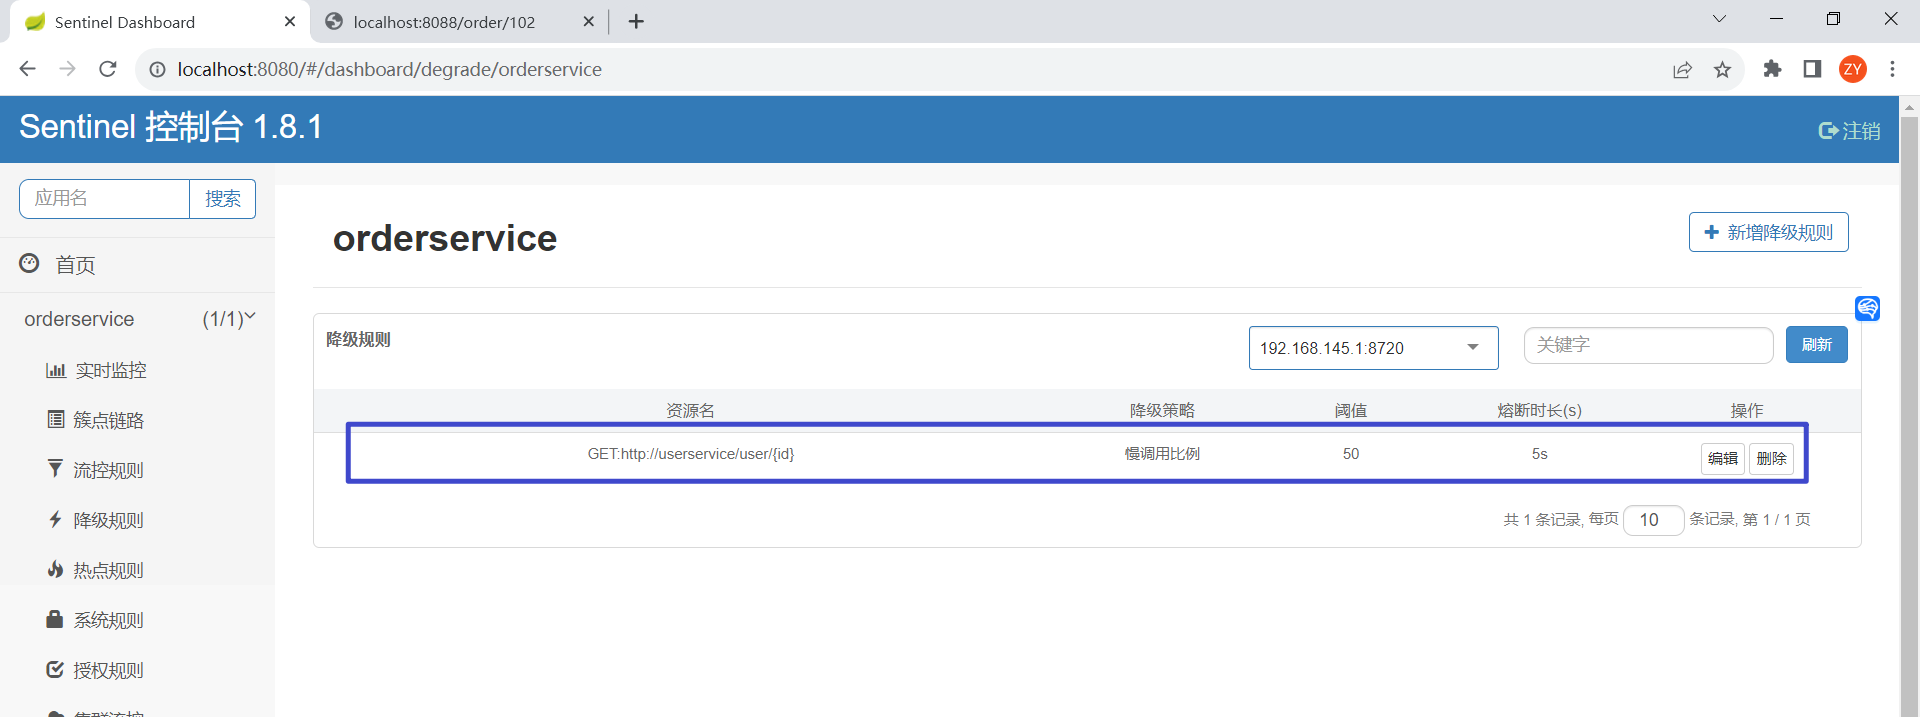 Sentinel Dashboard
localhost:8088/order/102
localhost:8080/#/dashboard/degrade/orderservice
ZY
Sentinel 控制台 1.8.1
注销
应用名
搜索
首页
orderservice (1/1)
实时监控
簇点链路
流控规则
降级规则
热点规则
系统规则
授权规则
集群流控
orderservice
新增降级规则
降级规则
192.168.145.1:8720
关键字
刷新
资源名 降级策略 阈值 熔断时长(s) 操作
GET:http://userservice/user/{id} 慢调用比例 50 5s 编辑 删除
共 1 条记录, 每页 10 条记录, 第 1 / 1 页